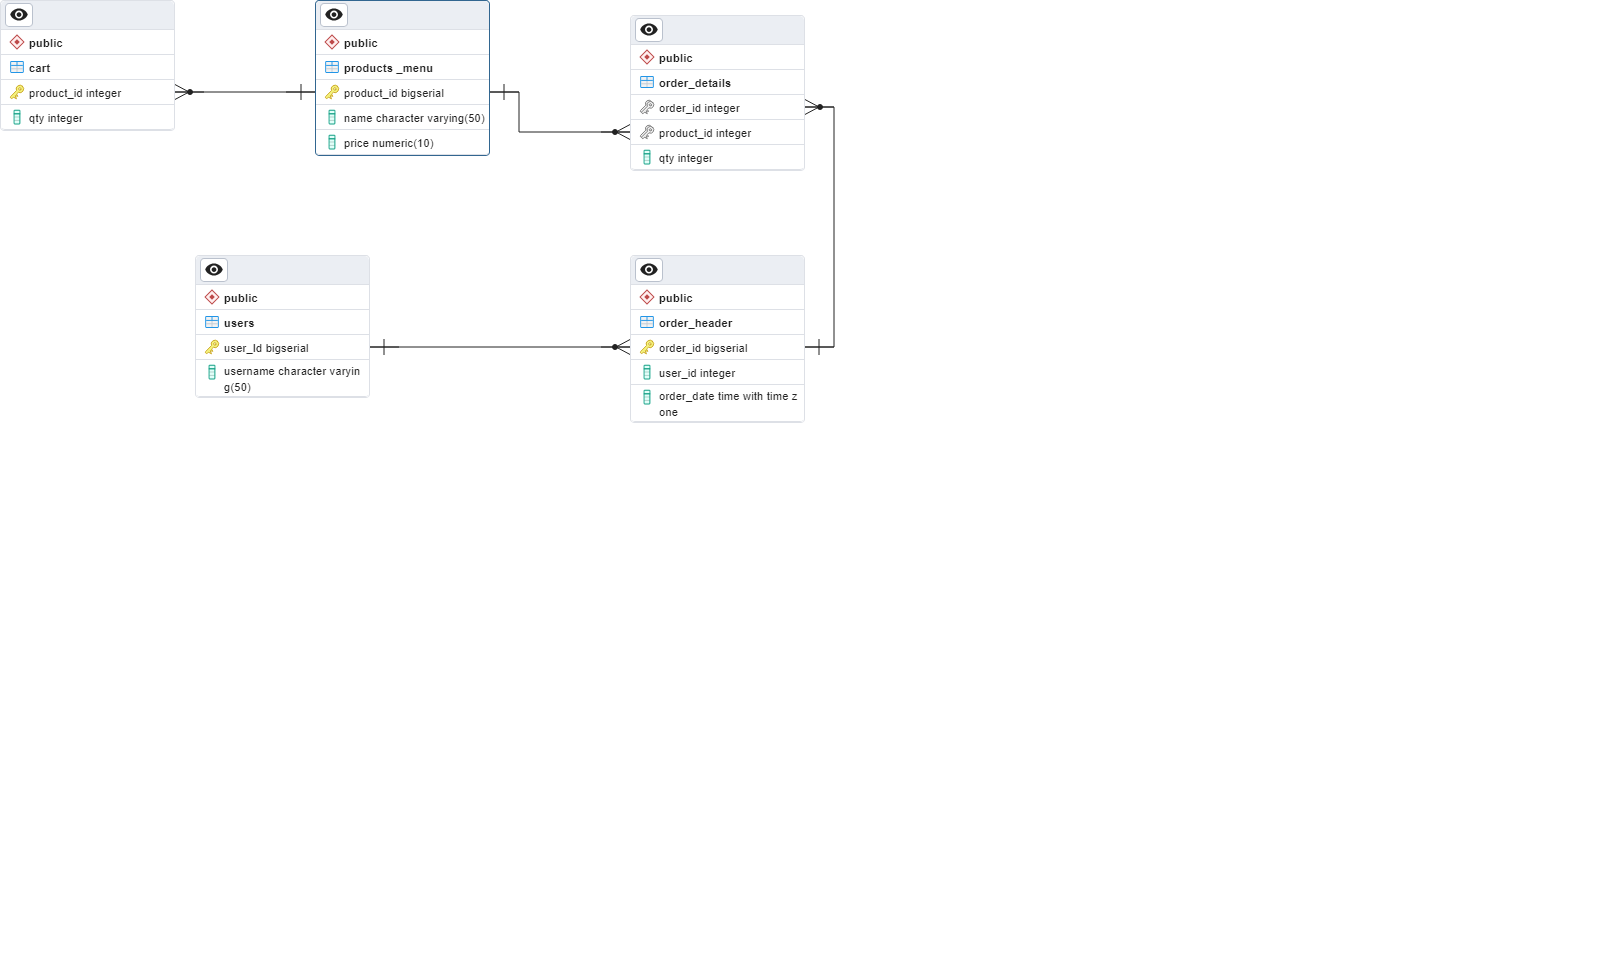 public
cart
product_id integer
qty integer
public
products _menu
product_id bigserial
name character varying(50)
price numeric(10)
public
order_details
order_id integer
product_id integer
qty integer
public
users
user_Id bigserial
username character varyin
g(50)
public
order_header
order_id bigserial
user_id integer
order_date time with time z
one